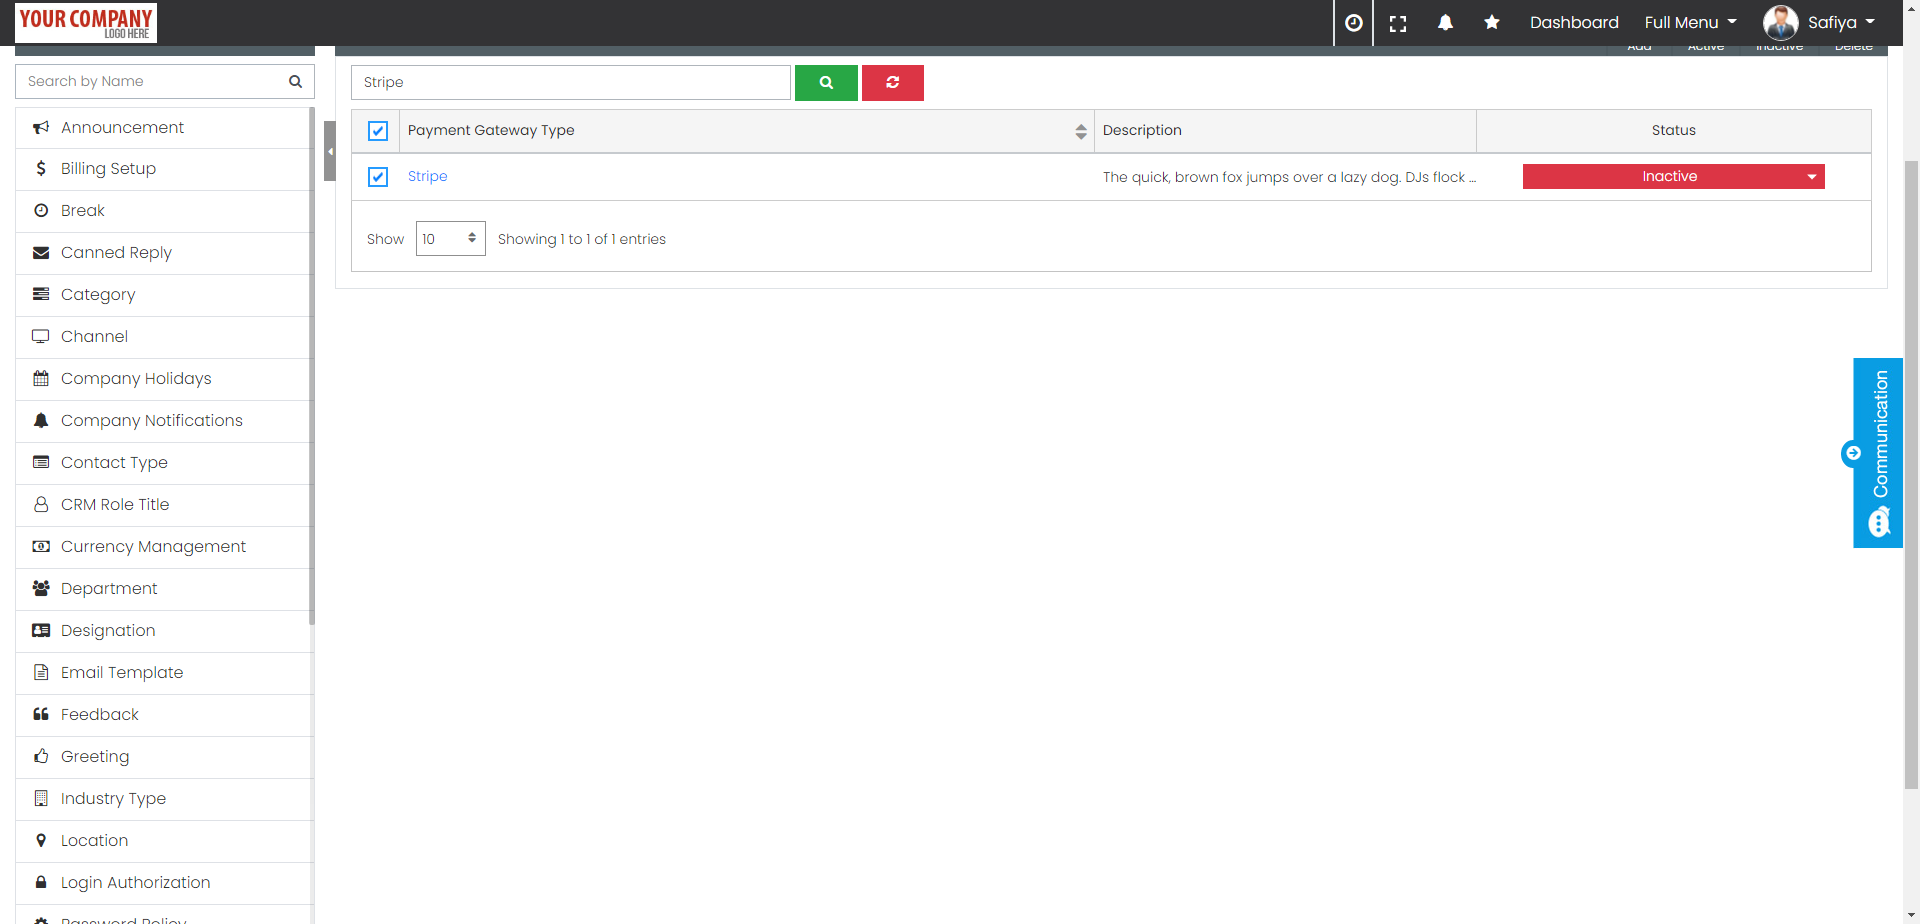 YOUR COMPANY
LOGO HERE
Dashboard
Full Menu
Safiya
Add
Active
Inactive
Delete
Search by Name
Announcement
Billing Setup
Break
Canned Reply
Category
Channel
Company Holidays
Company Notifications
Contact Type
CRM Role Title
Currency Management
Department
Designation
Email Template
Feedback
Greeting
Industry Type
Location
Login Authorization
Password Policy
Stripe
Payment Gateway Type
Description
Status
Stripe
The quick, brown fox jumps over a lazy dog. DJs flock ...
Inactive
Show
10
Showing 1 to 1 of 1 entries
Communication